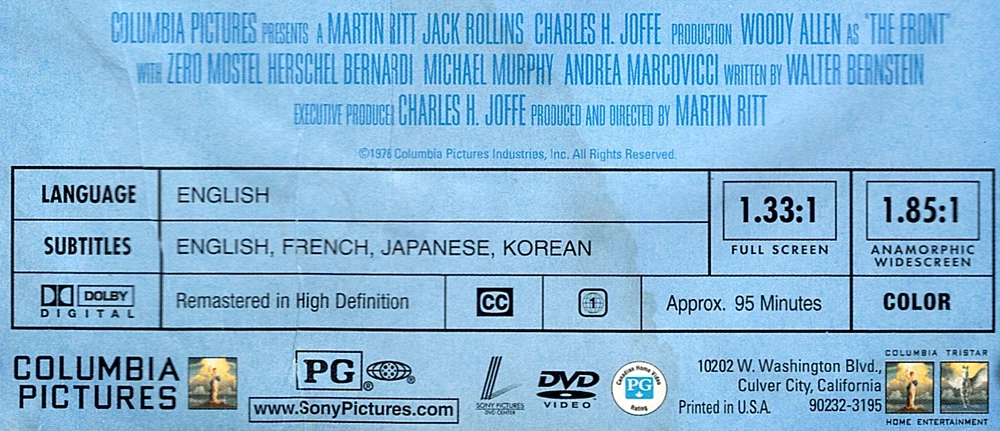 COLUMBIA PICTURES PRESENTS A MARTIN RITT JACK ROLLINS CHARLES H. JOFFE PRODUCTION WOODY ALLEN AS "THE FRONT"
WITH ZERO MOSTEL HERSCHEL BERNARDI MICHAEL MURPHY ANDREA MARCOVICCI WRITTEN BY WALTER BERNSTEIN
EXECUTIVE PRODUCER CHARLES H. JOFFE PRODUCED AND DIRECTED BY MARTIN RITT
©1976 Columbia Pictures Industries, Inc. All Rights Reserved.
LANGUAGE ENGLISH
SUBTITLES ENGLISH, FRENCH, JAPANESE, KOREAN
1.33:1
FULL SCREEN
1.85:1
ANAMORPHIC
WIDESCREEN
DOLBY
DIGITAL
Remastered in High Definition
CC
1
Approx. 95 Minutes
COLOR
COLUMBIA
PICTURES
PG ®
www.SonyPictures.com
SONY PICTURES
DVD CENTER
DVD
VIDEO
Canadian Home Video
PG
Rating
10202 W. Washington Blvd.,
Culver City, California
Printed in U.S.A. 90232-3195
COLUMBIA TRISTAR
HOME ENTERTAINMENT